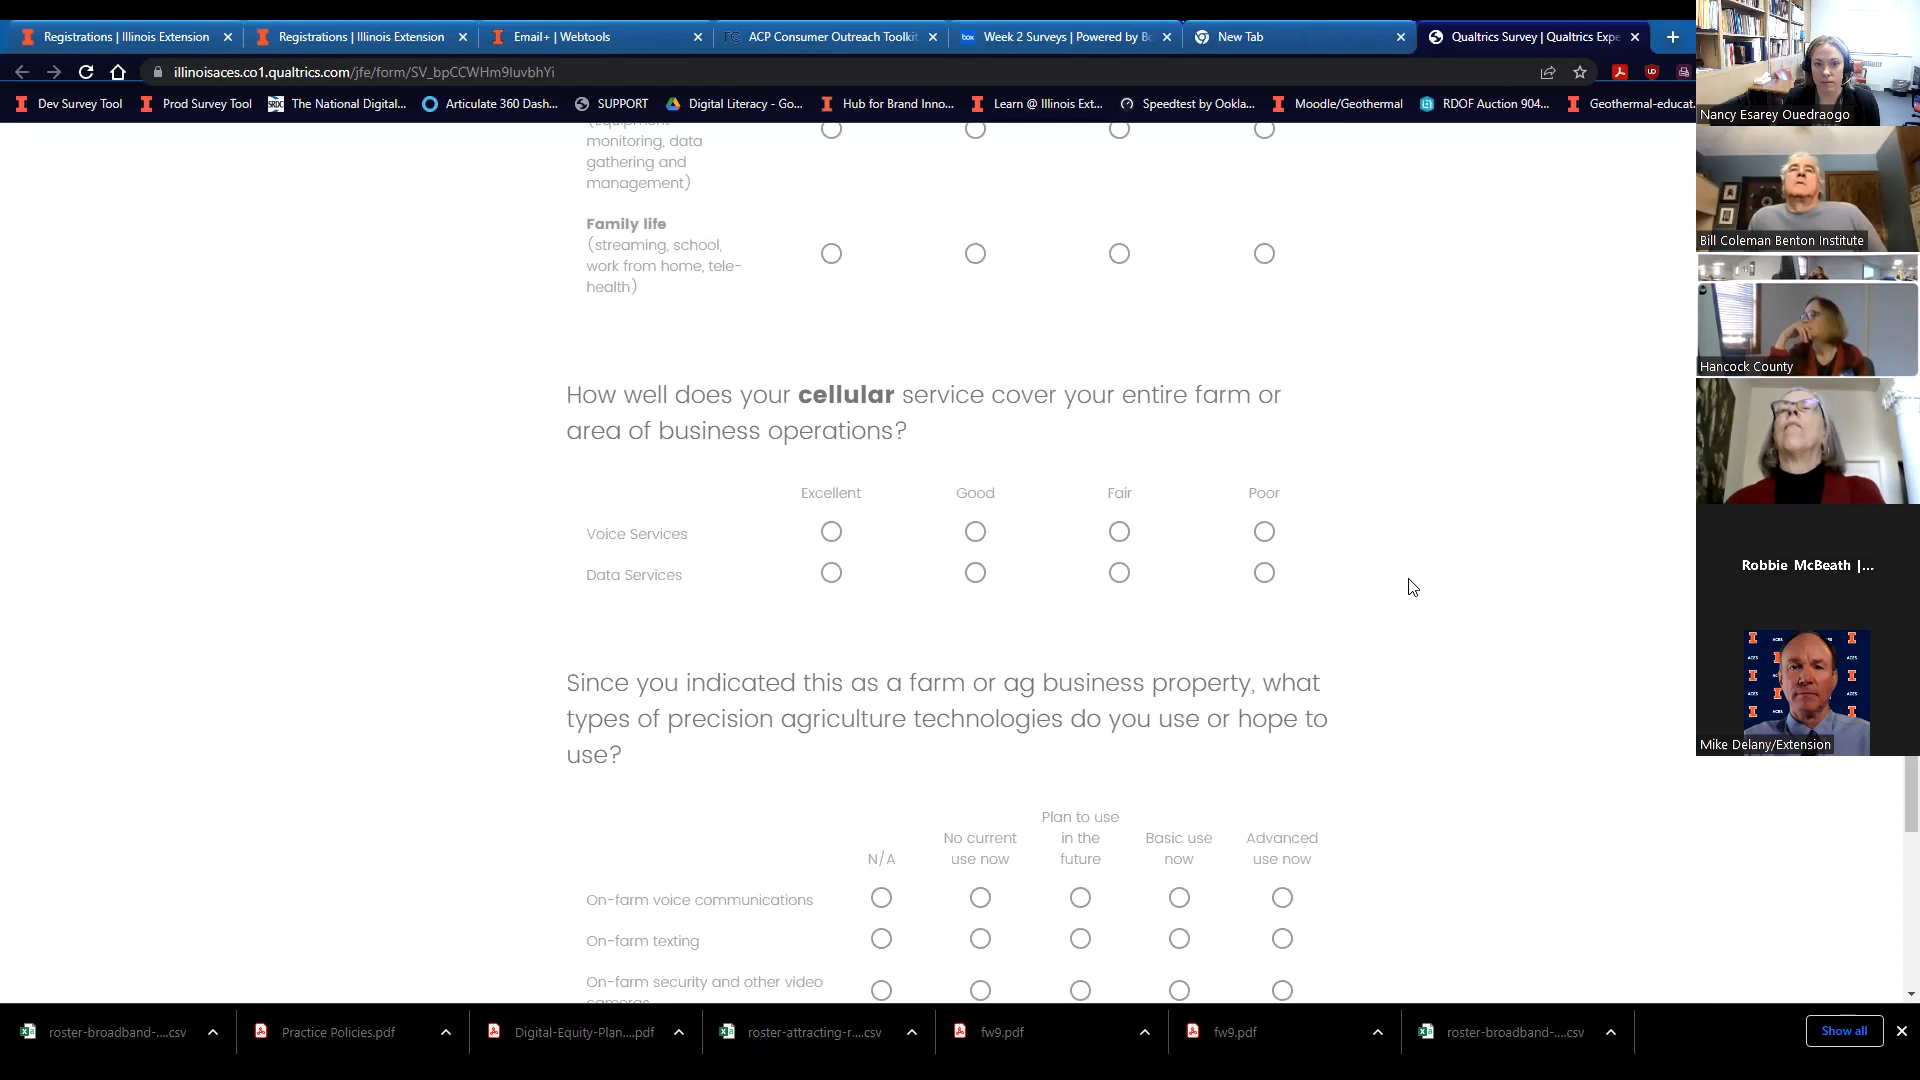 Registrations | Illinois Extension
Registrations | Illinois Extension
Email+ | Webtools
ACP Consumer Outreach Toolkit
Week 2 Surveys | Powered by Bo
New Tab
Qualtrics Survey | Qualtrics Expe
illinoisaces.co1.qualtrics.com/jfe/form/SV_bpCCWHm9IuvbhYi
Dev Survey Tool
Prod Survey Tool
SRDC
The National Digital...
Articulate 360 Dash...
SUPPORT
Digital Literacy - Go...
Hub for Brand Inno...
Learn @ Illinois Ext...
Speedtest by Ookla...
Moodle/Geothermal
RDOF Auction 904...
Geothermal-educat.
(Equipment
monitoring, data
gathering and
management)
Family life
(streaming, school,
work from home, tele-
health)
How well does your cellular service cover your entire farm or
area of business operations?
Excellent Good Fair Poor
Voice Services
Data Services
Since you indicated this as a farm or ag business property, what
types of precision agriculture technologies do you use or hope to
use?
N/A
No current
use now
Plan to use
in the
future
Basic use
now
Advanced
use now
On-farm voice communications
On-farm texting
On-farm security and other video
cameras
Nancy Esarey Ouedraogo
Bill Coleman Benton Institute
Hancock County
Robbie McBeath |...
ACES
Mike Delany/Extension
roster-broadband-....csv
Practice Policies.pdf
Digital-Equity-Plan....pdf
roster-attracting-r....csv
fw9.pdf
fw9.pdf
roster-broadband-....csv
Show all